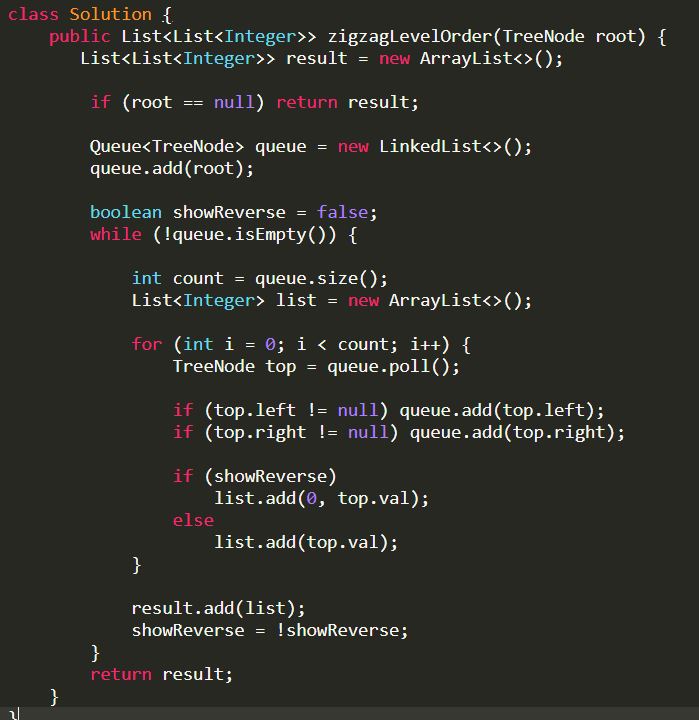 class Solution {
    public List<List<Integer>> zigzagLevelOrder(TreeNode root) {
       List<List<Integer>> result = new ArrayList<>();

        if (root == null) return result;

        Queue<TreeNode> queue = new LinkedList<>();
        queue.add(root);

        boolean showReverse = false;
        while (!queue.isEmpty()) {

            int count = queue.size();
            List<Integer> list = new ArrayList<>();

            for (int i = 0; i < count; i++) {
                TreeNode top = queue.poll();

                if (top.left != null) queue.add(top.left);
                if (top.right != null) queue.add(top.right);

                if (showReverse)
                    list.add(0, top.val);
                else
                    list.add(top.val);
            }

            result.add(list);
            showReverse = !showReverse;
        }
        return result;
    }
}